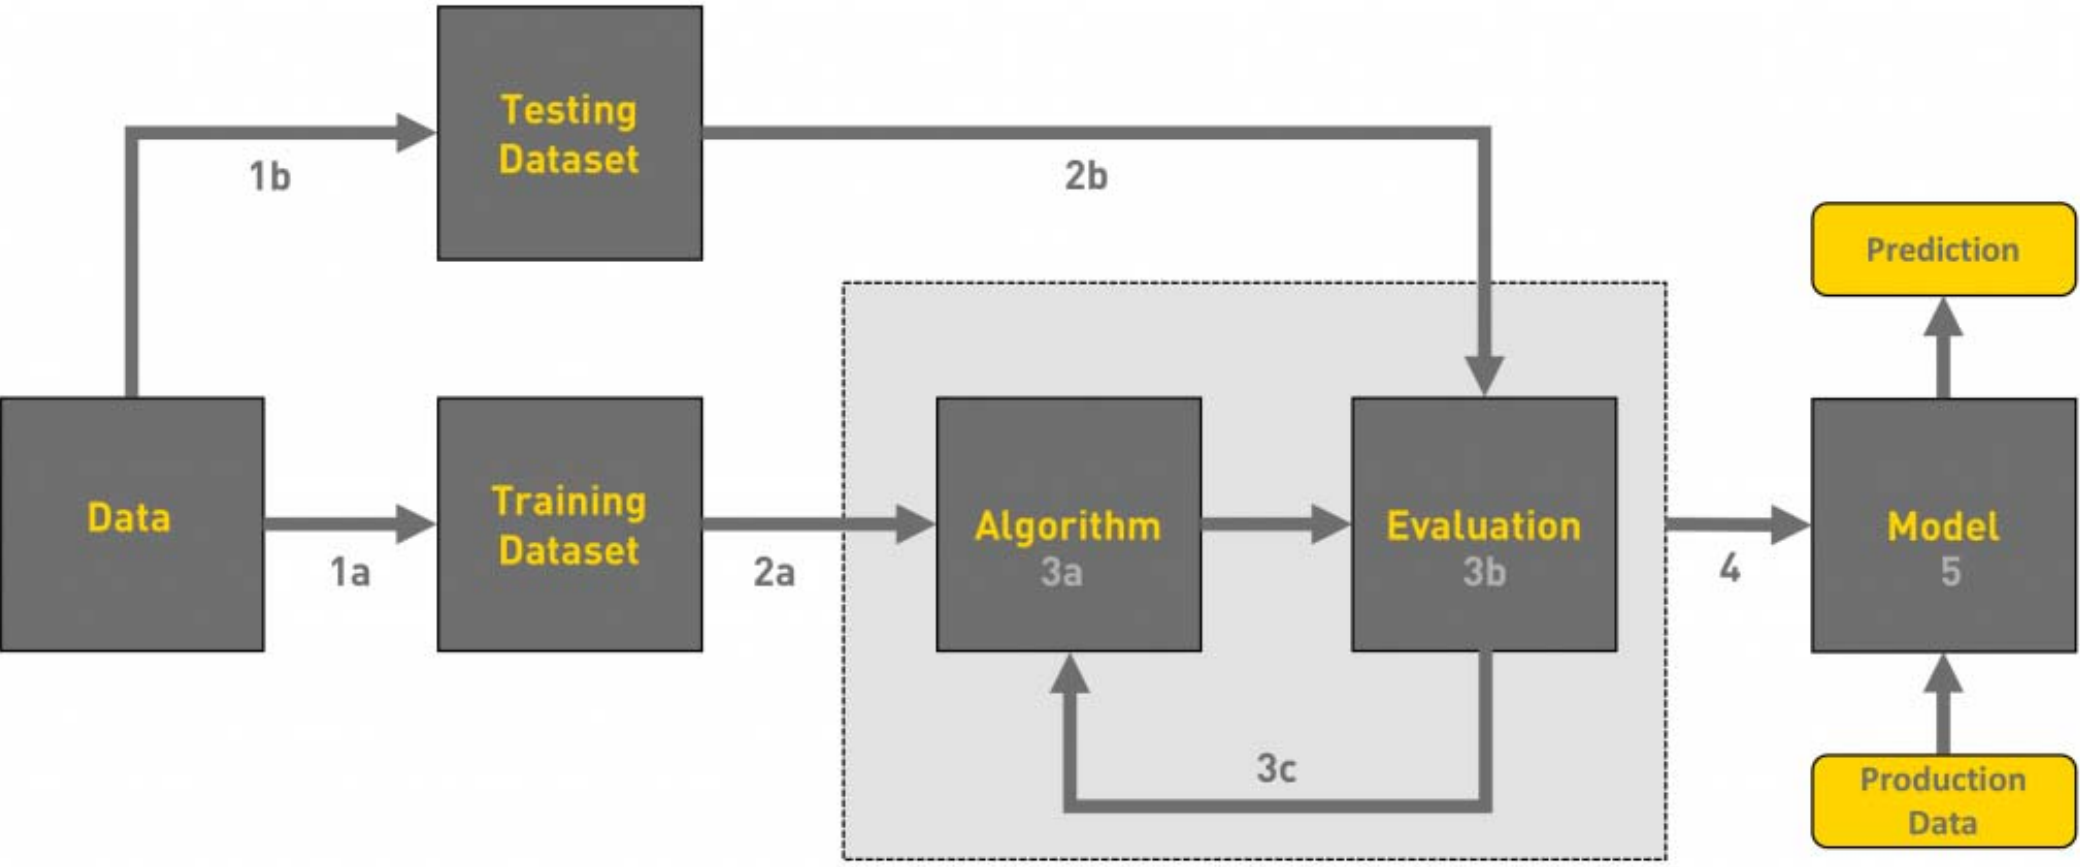 Testing
Dataset
1b
2b
Prediction
Data
1a
Training
Dataset
2a
Algorithm
3a
Evaluation
3b
3c
4
Model
5
Production
Data